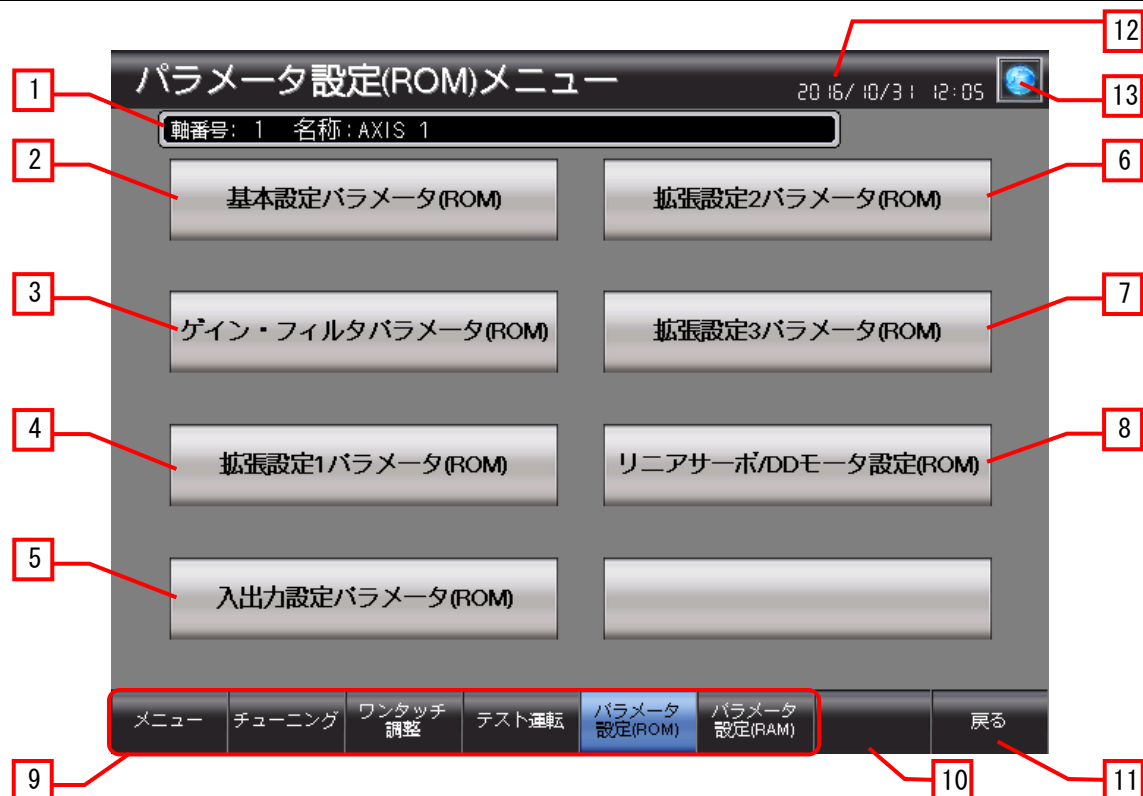 12
パラメータ設定(ROM)メニュー
2016/10/31 12:05
1
13
軸番号: 1 名称:AXIS 1
2
基本設定パラメータ(ROM)
拡張設定2パラメータ(ROM)
6
3
ゲイン・フィルタパラメータ(ROM)
拡張設定3パラメータ(ROM)
7
4
拡張設定1パラメータ(ROM)
リニアサーボ/DDモータ設定(ROM)
8
5
入出力設定パラメータ(ROM)
メニュー
チューニング
ワンタッチ
調整
テスト運転
パラメータ
設定(ROM)
パラメータ
設定(RAM)
戻る
9
10
11